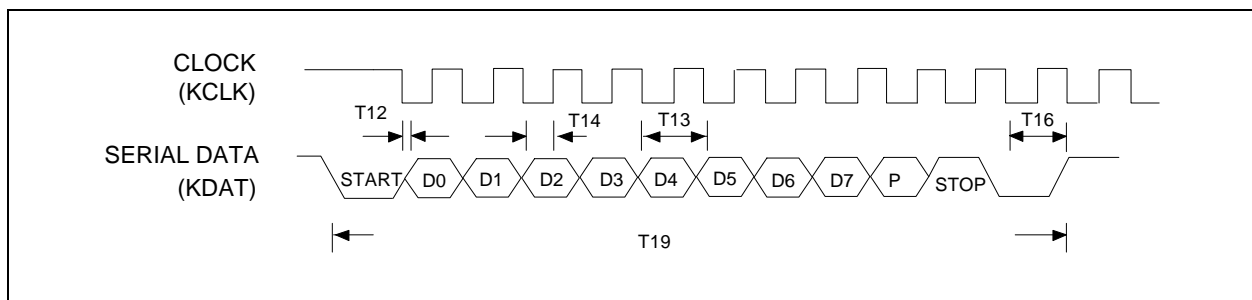 CLOCK
(KCLK)
T12
T14
T13
T16
SERIAL DATA
(KDAT)
START
D0
D1
D2
D3
D4
D5
D6
D7
P
STOP
T19